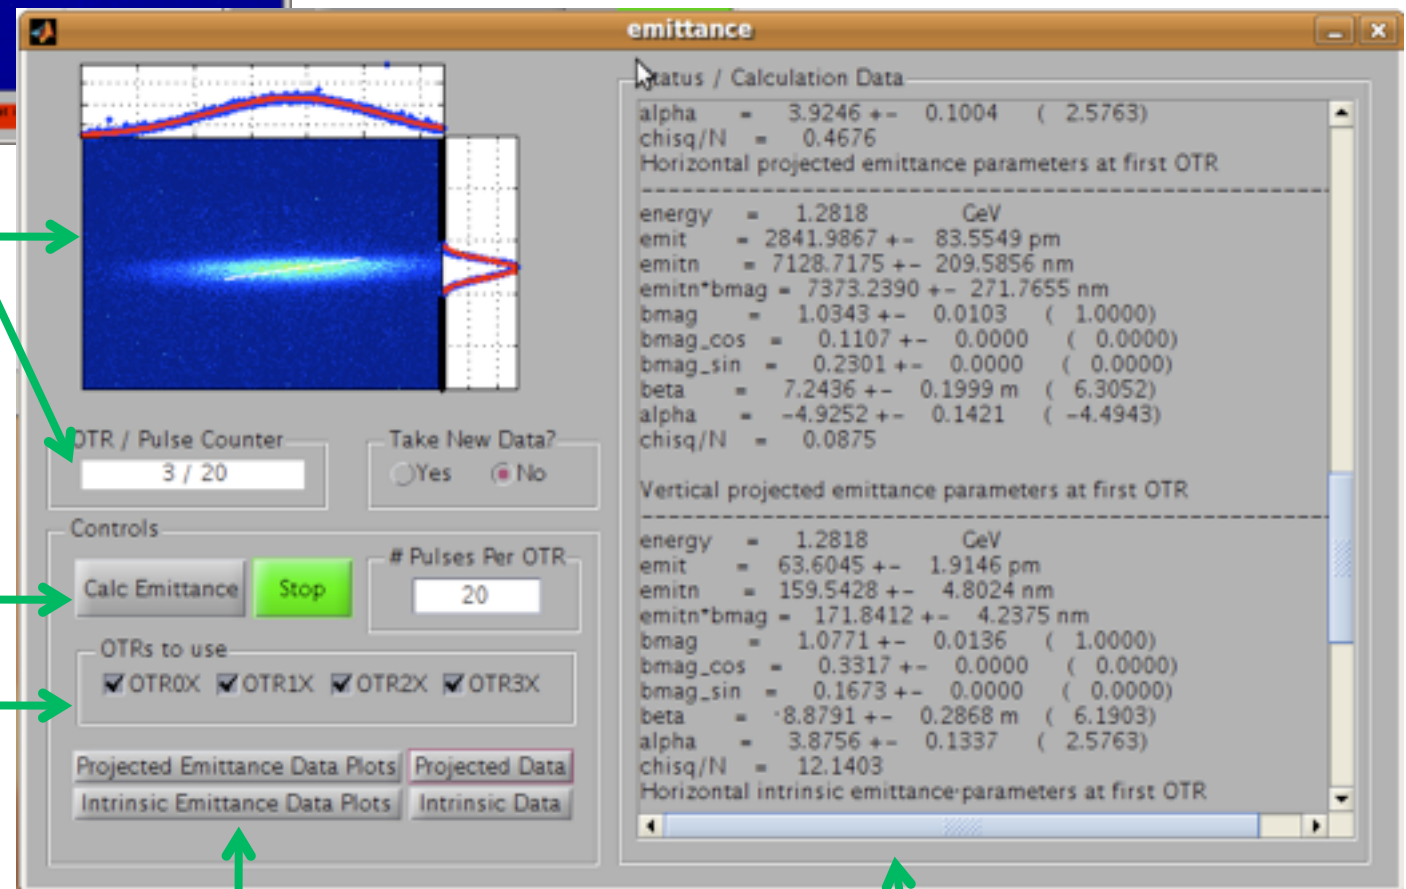 emittance
OTR / Pulse Counter
3 / 20
Take New Data?
Yes No
Controls
Calc Emittance Stop
# Pulses Per OTR
20
OTRs to use
OTR0X OTR1X OTR2X OTR3X
Projected Emittance Data Plots Projected Data
Intrinsic Emittance Data Plots Intrinsic Data
Status / Calculation Data
alpha = 3.9246 +- 0.1004 ( 2.5763)
chisq/N = 0.4676
Horizontal projected emittance parameters at first OTR
------------------------------------------------------------
energy = 1.2818 GeV
emit = 2841.9867 +- 83.5549 pm
emitn = 7128.7175 +- 209.5856 nm
emitn*bmag = 7373.2390 +- 271.7655 nm
bmag = 1.0343 +- 0.0103 ( 1.0000)
bmag_cos = 0.1107 +- 0.0000 ( 0.0000)
bmag_sin = 0.2301 +- 0.0000 ( 0.0000)
beta = 7.2436 +- 0.1999 m ( 6.3052)
alpha = -4.9252 +- 0.1421 ( -4.4943)
chisq/N = 0.0875
Vertical projected emittance parameters at first OTR
------------------------------------------------------------
energy = 1.2818 GeV
emit = 63.6045 +- 1.9146 pm
emitn = 159.5428 +- 4.8024 nm
emitn*bmag = 171.8412 +- 4.2375 nm
bmag = 1.0771 +- 0.0136 ( 1.0000)
bmag_cos = 0.3317 +- 0.0000 ( 0.0000)
bmag_sin = 0.1673 +- 0.0000 ( 0.0000)
beta = 8.8791 +- 0.2868 m ( 6.1903)
alpha = 3.8756 +- 0.1337 ( 2.5763)
chisq/N = 12.1403
Horizontal intrinsic emittance parameters at first OTR